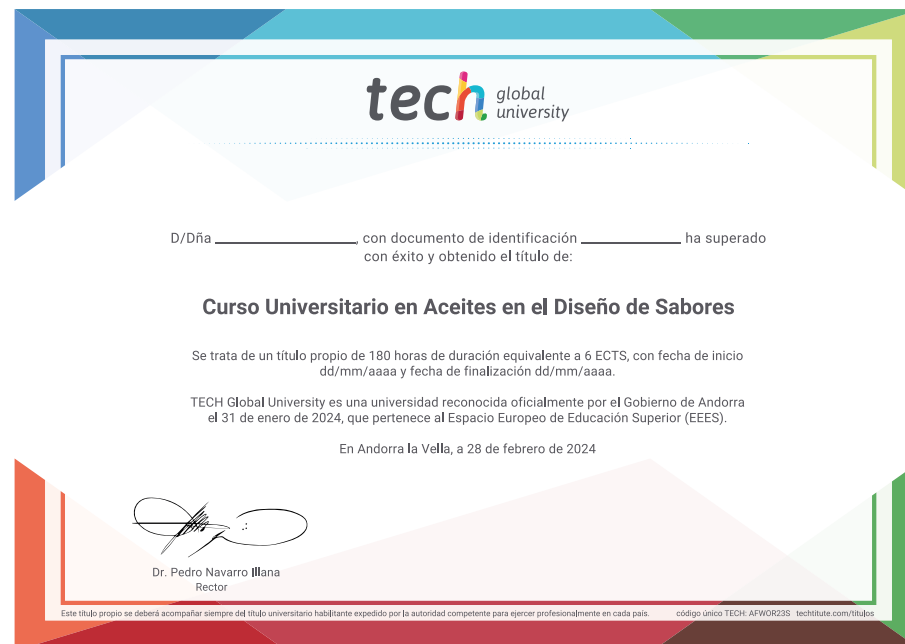 tech global university
D/Dña ____________________, con documento de identificación ______________ ha superado
con éxito y obtenido el título de:
Curso Universitario en Aceites en el Diseño de Sabores
Se trata de un título propio de 180 horas de duración equivalente a 6 ECTS, con fecha de inicio
dd/mm/aaaa y fecha de finalización dd/mm/aaaa.
TECH Global University es una universidad reconocida oficialmente por el Gobierno de Andorra
el 31 de enero de 2024, que pertenece al Espacio Europeo de Educación Superior (EEES).
En Andorra la Vella, a 28 de febrero de 2024
Dr. Pedro Navarro Illana
Rector
Este título propio se deberá acompañar siempre del título universitario habilitante expedido por la autoridad competente para ejercer profesionalmente en cada país. código único TECH: AFWOR23S techtitute.com/titulos